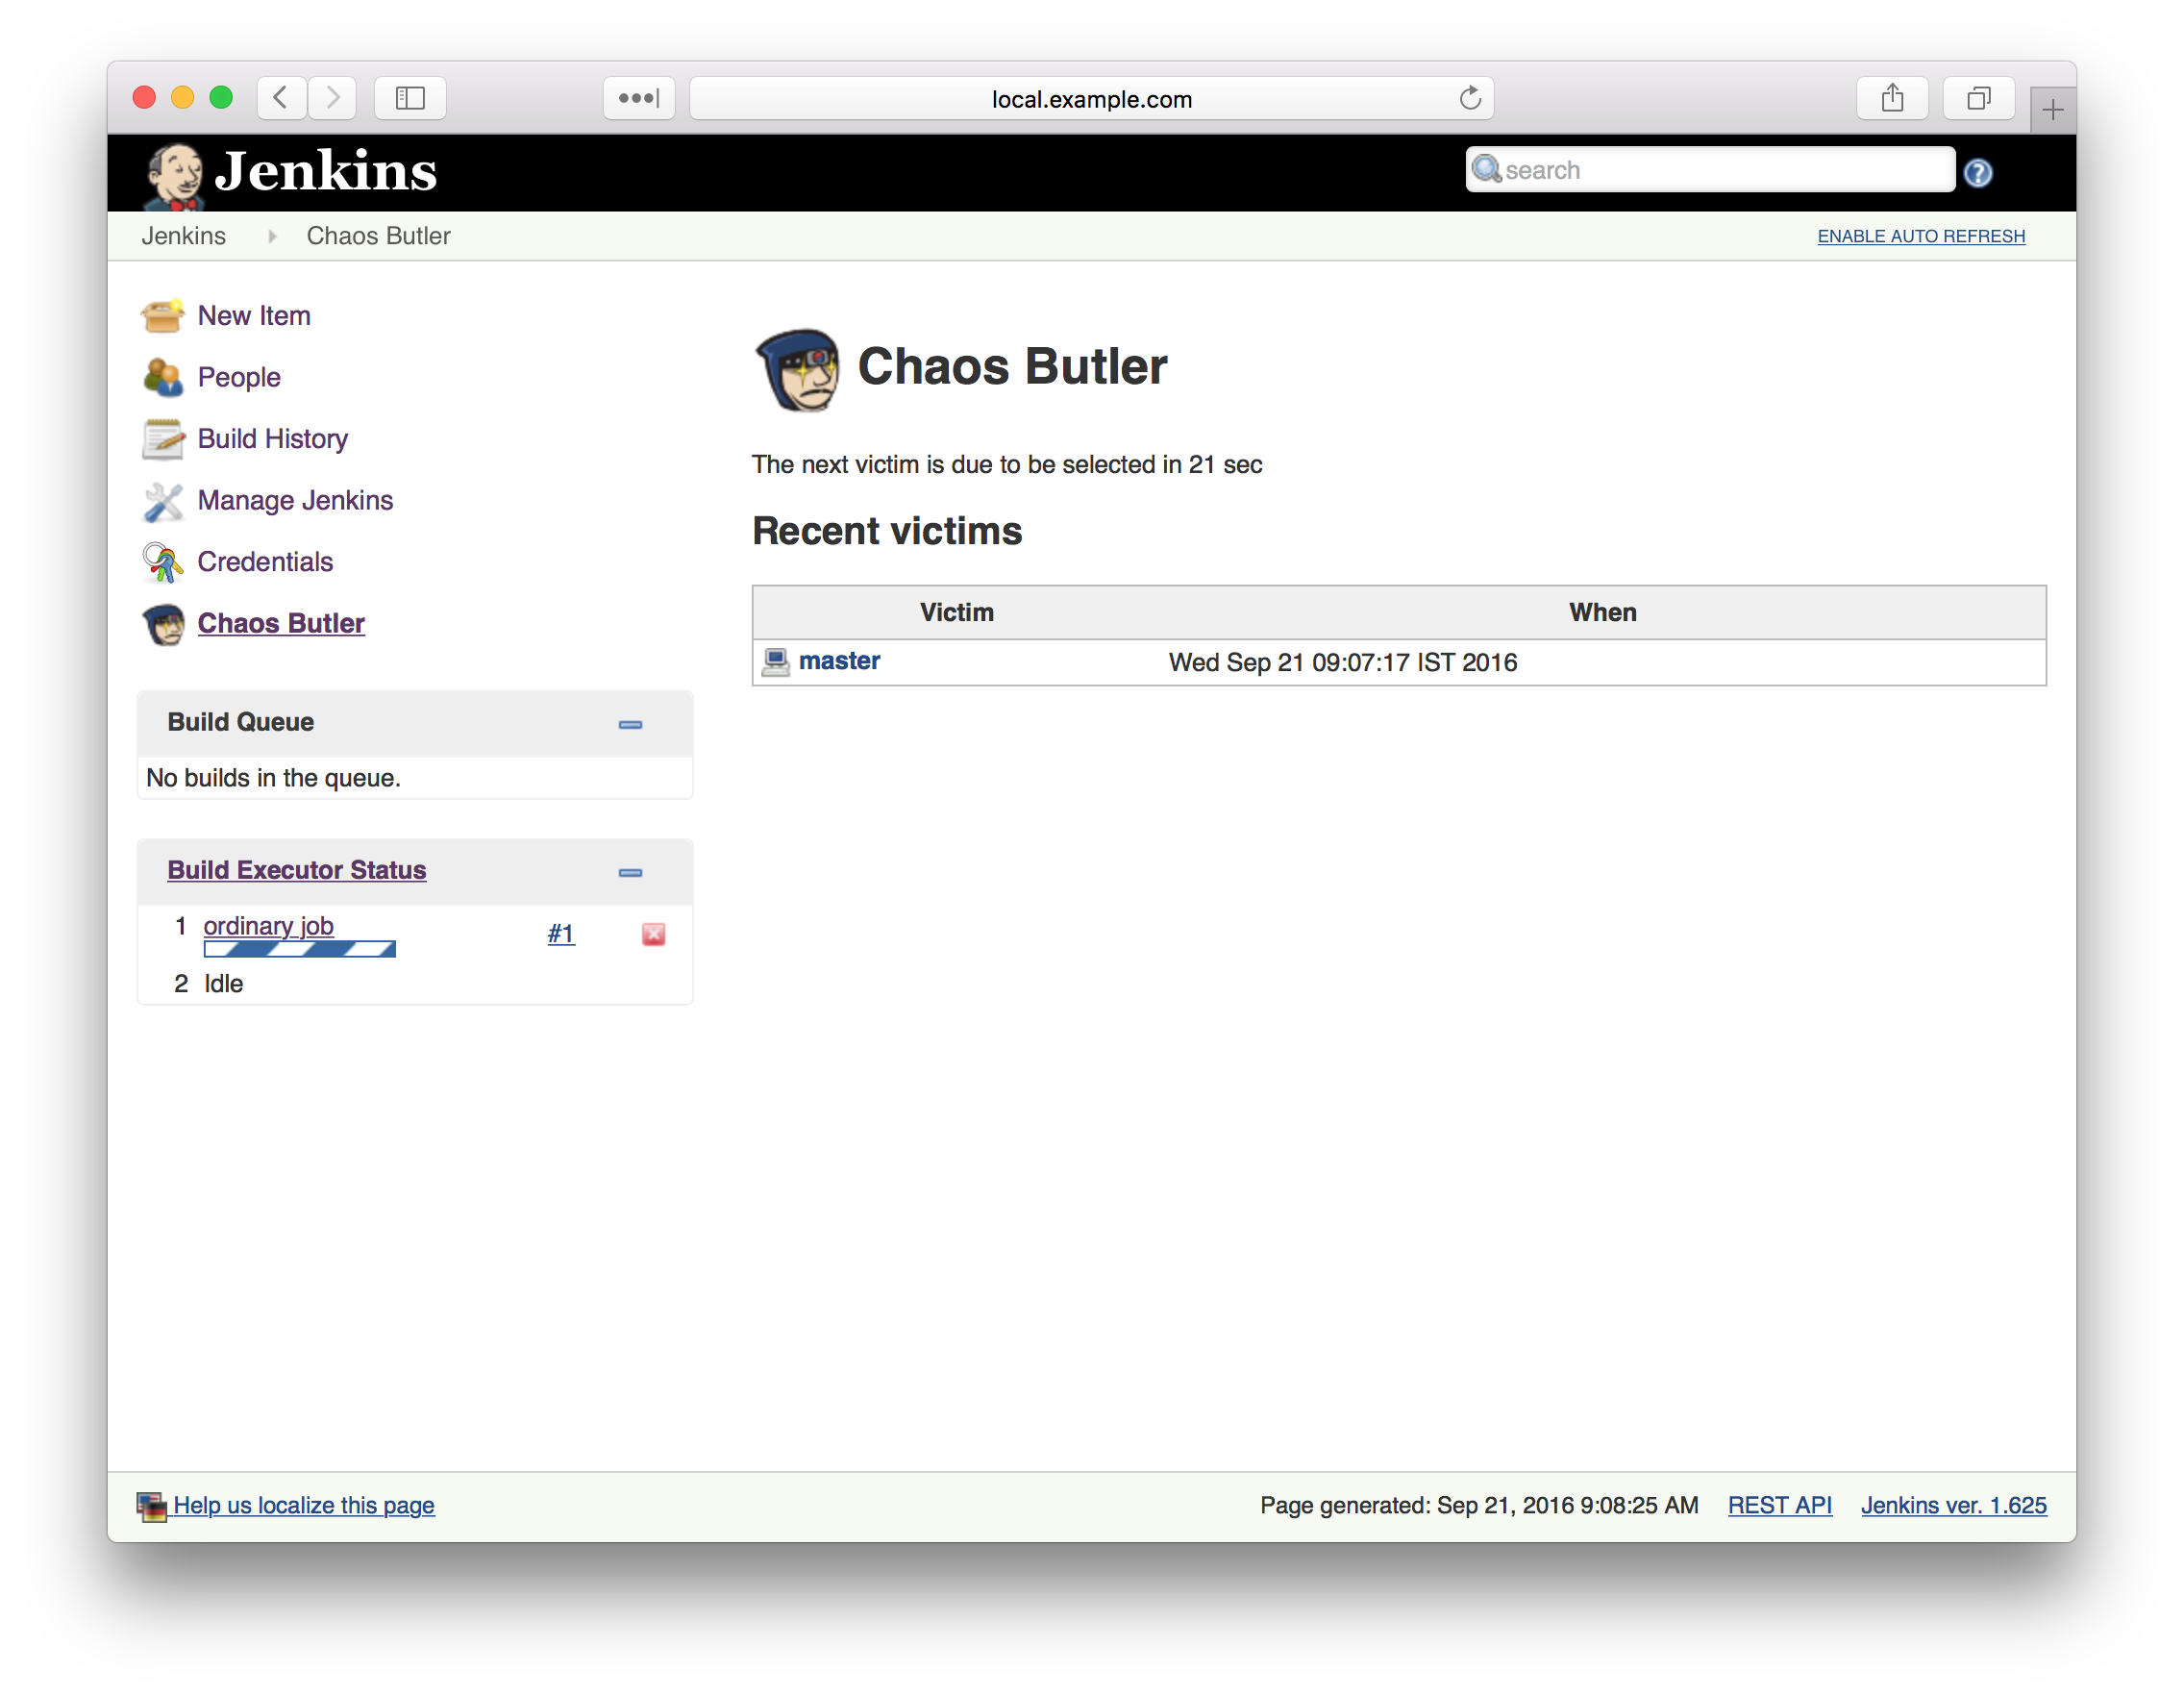 local.example.com
Jenkins
search
Jenkins Chaos Butler
ENABLE AUTO REFRESH
New Item
People
Build History
Manage Jenkins
Credentials
Chaos Butler
Build Queue
No builds in the queue.
Build Executor Status
1 ordinary job #1
2 Idle
Chaos Butler
The next victim is due to be selected in 21 sec
Recent victims
Victim When
master Wed Sep 21 09:07:17 IST 2016
Help us localize this page
Page generated: Sep 21, 2016 9:08:25 AM REST API Jenkins ver. 1.625